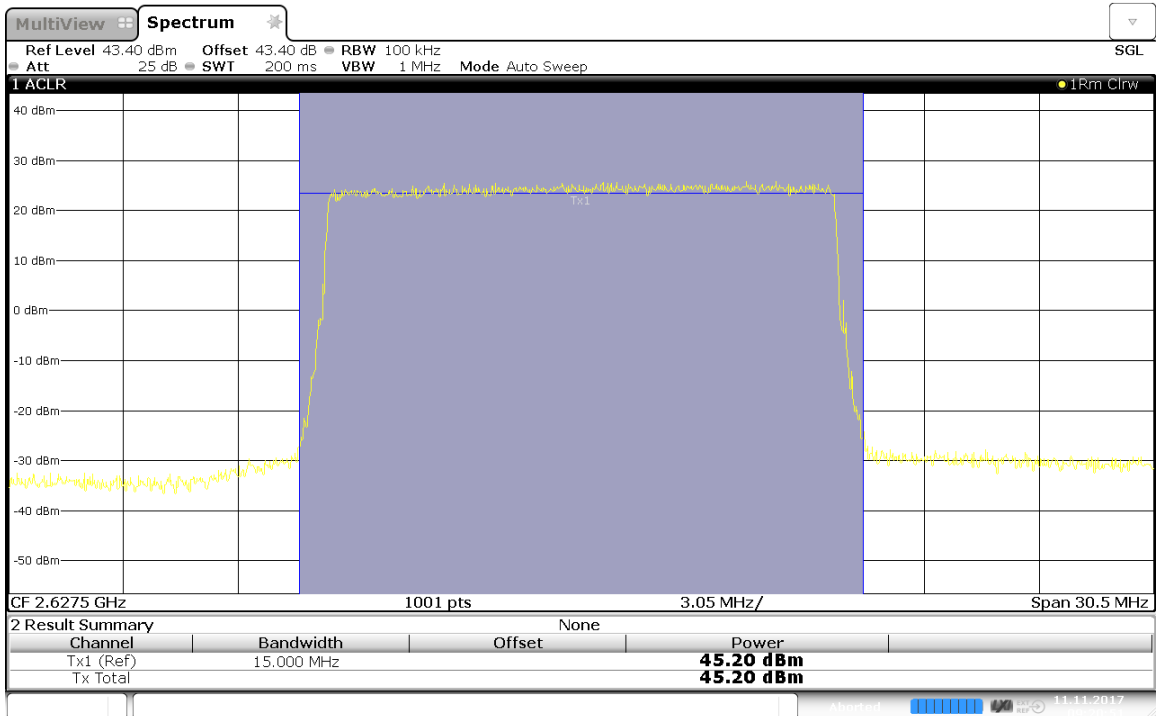 MultiView Spectrum
Ref Level 43.40 dBm Offset 43.40 dB RBW 100 kHz SGL
Att 25 dB SWT 200 ms VBW 1 MHz Mode Auto Sweep
1 ACLR 1Rm Clrw
40 dBm
30 dBm
Tx1
20 dBm
10 dBm
0 dBm
-10 dBm
-20 dBm
-30 dBm
-40 dBm
-50 dBm
CF 2.6275 GHz 1001 pts 3.05 MHz/ Span 30.5 MHz
2 Result Summary None
Channel Bandwidth Offset Power
Tx1 (Ref) 15.000 MHz 45.20 dBm
Tx Total 45.20 dBm
Aborted 11.11.2017